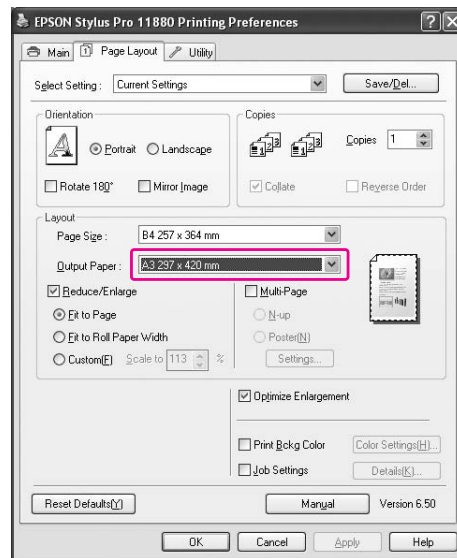 EPSON Stylus Pro 11880 Printing Preferences
Main Page Layout Utility
Select Setting : Current Settings Save/Del...
Orientation
Portrait Landscape
Rotate 180° Mirror Image
Copies
Copies 1
Collate Reverse Order
Layout
Page Size : B4 257 x 364 mm
Output Paper : A3 297 x 420 mm
Reduce/Enlarge
Fit to Page
Fit to Roll Paper Width
Custom(F) Scale to 113 %
Multi-Page
N-up
Poster(N)
Settings...
Optimize Enlargement
Print Bckg Color Color Settings(H)...
Job Settings Details(K)...
Reset Defaults(Y) Manual Version 6.50
OK Cancel Apply Help